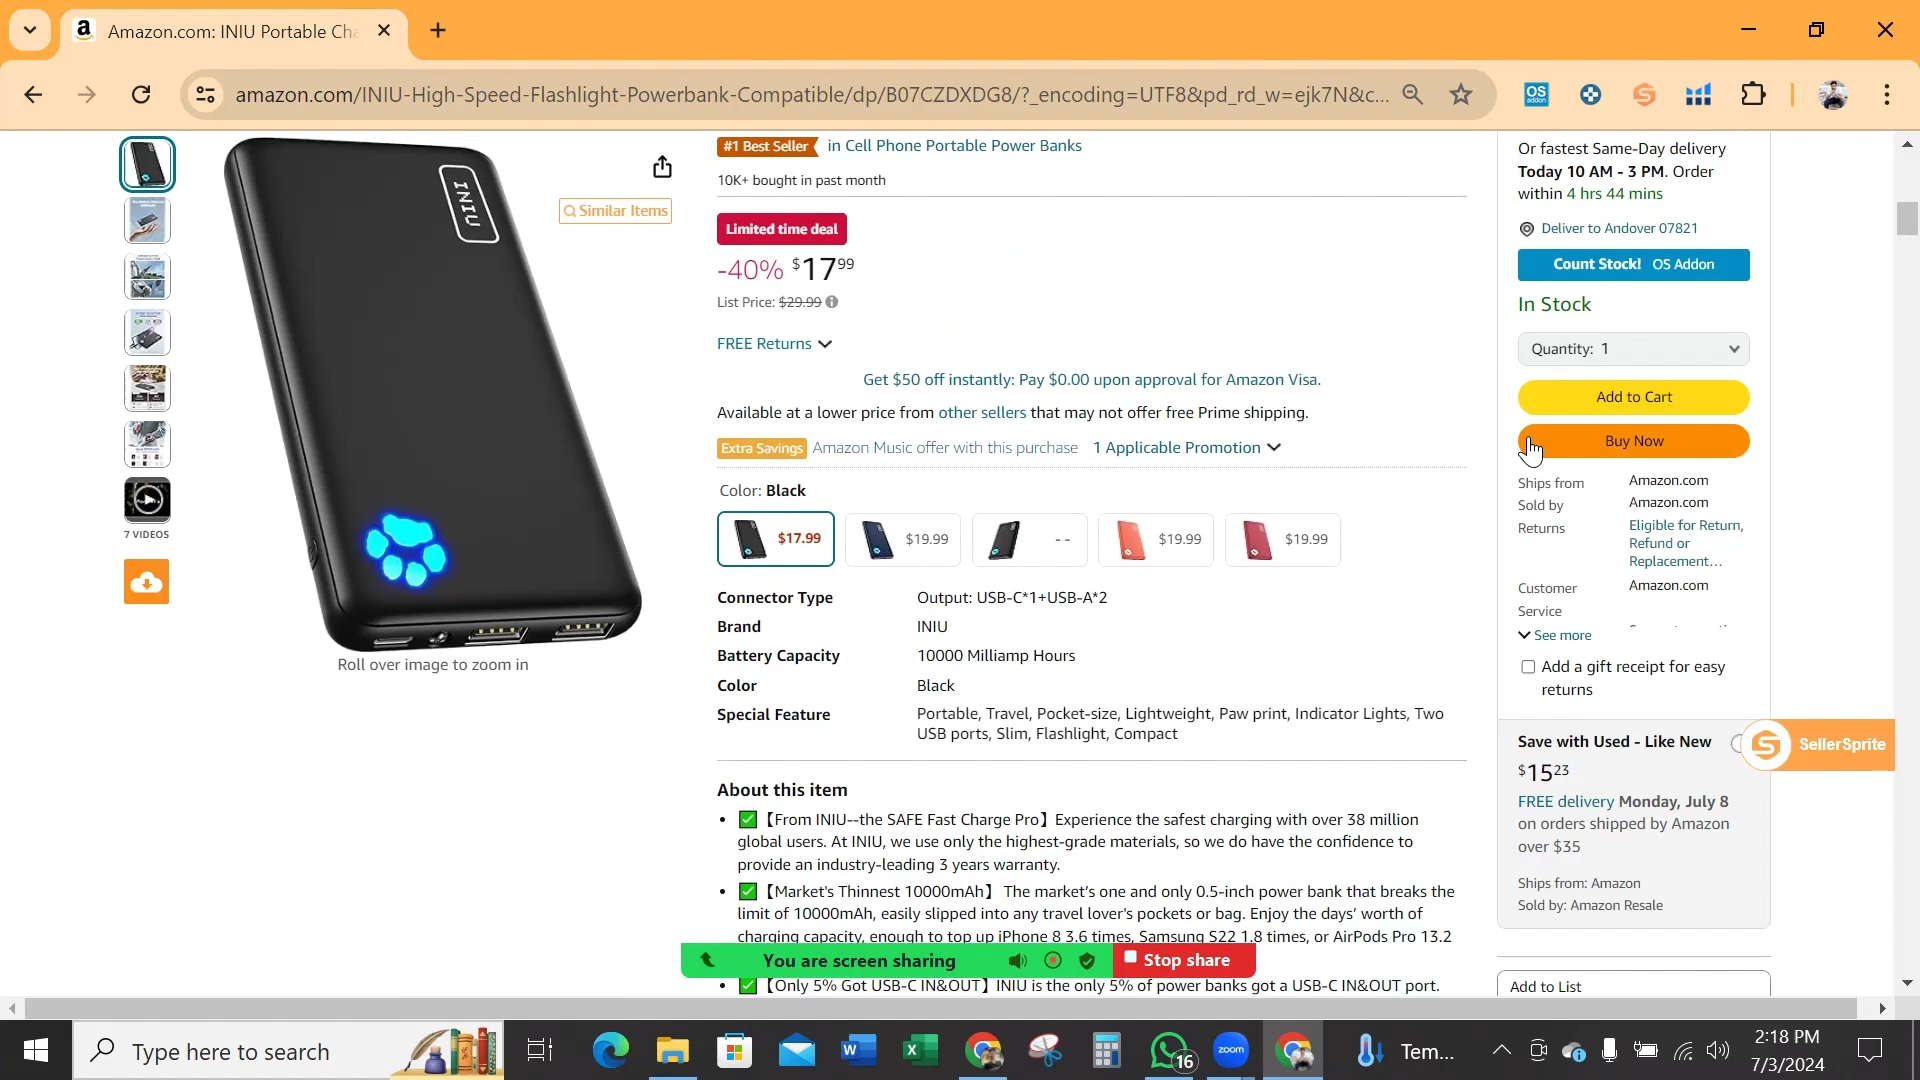 Amazon.com: INIU Portable Cha
amazon.com/INIU-High-Speed-Flashlight-Powerbank-Compatible/dp/B07CZDXDG8/?_encoding=UTF8&pd_rd_w=ejk7N&c...
OS
addon
INIU
Similar Items
7 VIDEOS
Roll over image to zoom in
#1 Best Seller in Cell Phone Portable Power Banks
10K+ bought in past month
Limited time deal
-40% $17 99
List Price: $29.99
FREE Returns
Get $50 off instantly: Pay $0.00 upon approval for Amazon Visa.
Available at a lower price from other sellers that may not offer free Prime shipping.
Extra Savings Amazon Music offer with this purchase 1 Applicable Promotion
Color: Black
$17.99 $19.99 -- $19.99 $19.99
Connector Type Output: USB-C*1+USB-A*2
Brand INIU
Battery Capacity 10000 Milliamp Hours
Color Black
Special Feature Portable, Travel, Pocket-size, Lightweight, Paw print, Indicator Lights, Two
USB ports, Slim, Flashlight, Compact
About this item
• ✅【From INIU--the SAFE Fast Charge Pro】Experience the safest charging with over 38 million
global users. At INIU, we use only the highest-grade materials, so we do have the confidence to
provide an industry-leading 3 years warranty.
• ✅【Market's Thinnest 10000mAh】 The market's one and only 0.5-inch power bank that breaks the
limit of 10000mAh, easily slipped into any travel lover's pockets or bag. Enjoy the days' worth of
charging capacity, enough to top up iPhone 8 3.6 times, Samsung S22 1.8 times, or AirPods Pro 13.2
• ✅【Only 5% Got USB-C IN&OUT】INIU is the only 5% of power banks got a USB-C IN&OUT port.
You are screen sharing
Stop share
Or fastest Same-Day delivery
Today 10 AM - 3 PM. Order
within 4 hrs 44 mins
Deliver to Andover 07821
Count Stock! OS Addon
In Stock
Quantity: 1
Add to Cart
Buy Now
Ships from Amazon.com
Sold by Amazon.com
Returns Eligible for Return,
Refund or
Replacement…
Customer Amazon.com
Service
See more
Add a gift receipt for easy
returns
Save with Used - Like New
$15 23
FREE delivery Monday, July 8
on orders shipped by Amazon
over $35
Ships from: Amazon
Sold by: Amazon Resale
Add to List
SellerSprite
Type here to search
16
zoom
Tem...
2:18 PM
7/3/2024